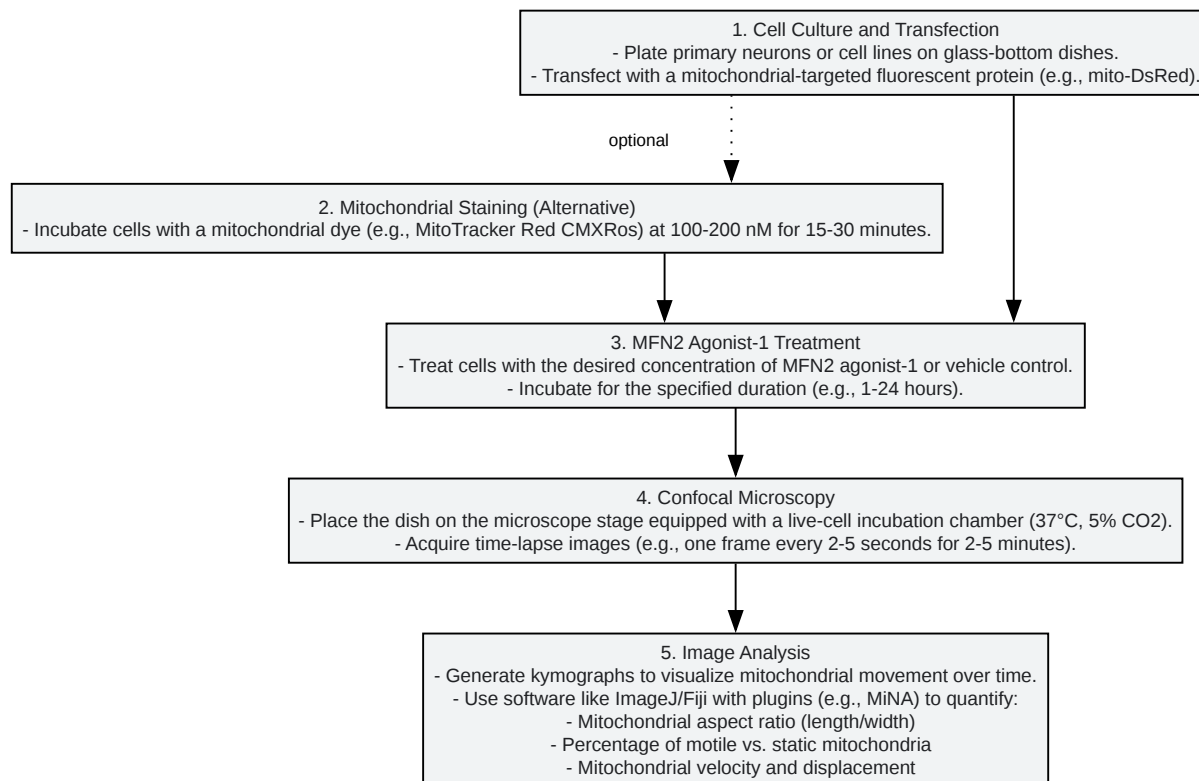 1. Cell Culture and Transfection
- Plate primary neurons or cell lines on glass-bottom dishes.
- Transfect with a mitochondrial-targeted fluorescent protein (e.g., mito-DsRed).
optional
2. Mitochondrial Staining (Alternative)
- Incubate cells with a mitochondrial dye (e.g., MitoTracker Red CMXRos) at 100-200 nM for 15-30 minutes.
3. MFN2 Agonist-1 Treatment
- Treat cells with the desired concentration of MFN2 agonist-1 or vehicle control.
- Incubate for the specified duration (e.g., 1-24 hours).
4. Confocal Microscopy
- Place the dish on the microscope stage equipped with a live-cell incubation chamber (37°C, 5% CO2).
- Acquire time-lapse images (e.g., one frame every 2-5 seconds for 2-5 minutes).
5. Image Analysis
- Generate kymographs to visualize mitochondrial movement over time.
- Use software like ImageJ/Fiji with plugins (e.g., MiNA) to quantify:
- Mitochondrial aspect ratio (length/width)
- Percentage of motile vs. static mitochondria
- Mitochondrial velocity and displacement